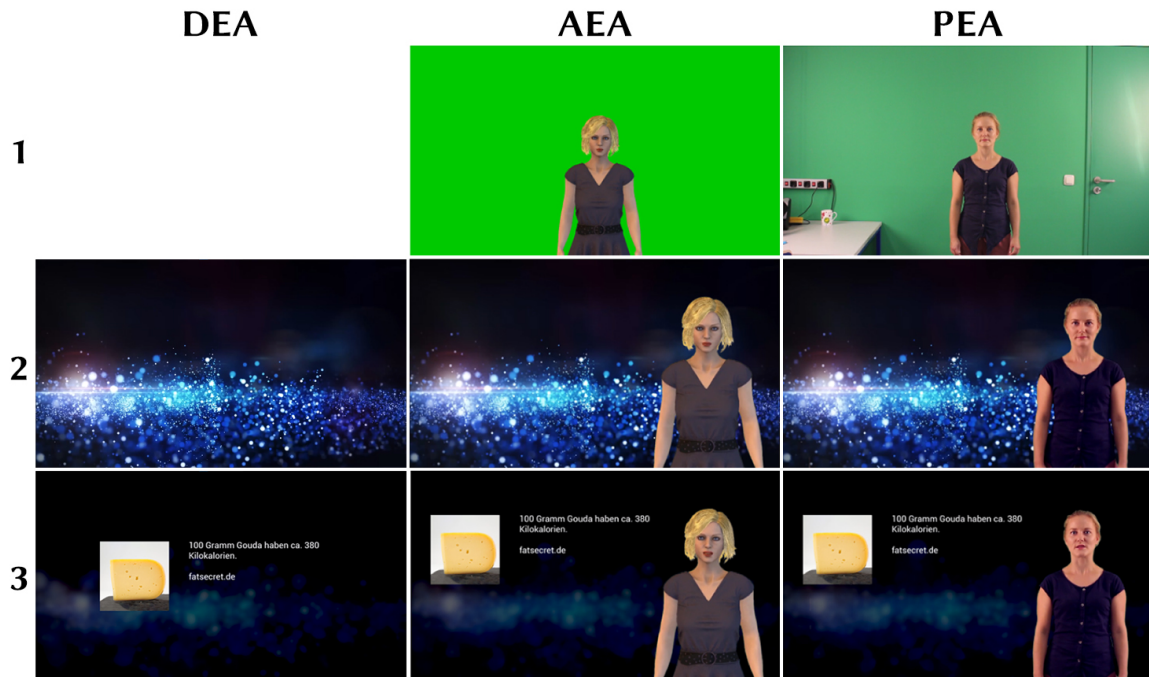 DEA AEA PEA
1
2
3
100 Gramm Gouda haben ca. 380
Kilokalorien.
fatsecret.de
100 Gramm Gouda haben ca. 380
Kilokalorien.
fatsecret.de
100 Gramm Gouda haben ca. 380
Kilokalorien.
fatsecret.de